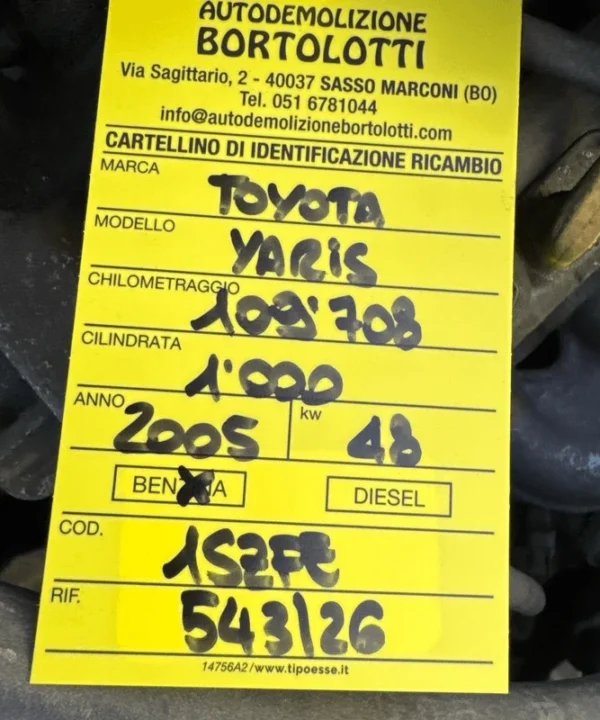 AUTODEMOLIZIONE
BORTOLOTTI
Via Sagittario, 2 - 40037 SASSO MARCONI (BO)
Tel. 051 6781044
info@autodemolizionebortolotti.com
CARTELLINO DI IDENTIFICAZIONE RICAMBIO
MARCA TOYOTA
MODELLO YARIS
CHILOMETRAGGIO 109'708
CILINDRATA 1'000
ANNO 2005 kw 48
BENZINA DIESEL
COD. 1SZFE
RIF. 543/26
14756A2/www.tipoesse.it